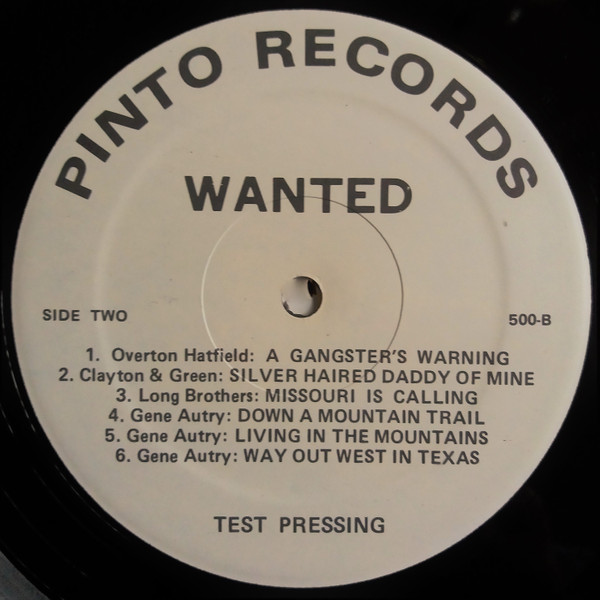 PINTO RECORDS
WANTED
SIDE TWO
500-B
1. Overton Hatfield: A GANGSTER'S WARNING
2. Clayton & Green: SILVER HAIRED DADDY OF MINE
3. Long Brothers: MISSOURI IS CALLING
4. Gene Autry: DOWN A MOUNTAIN TRAIL
5. Gene Autry: LIVING IN THE MOUNTAINS
6. Gene Autry: WAY OUT WEST IN TEXAS
TEST PRESSING